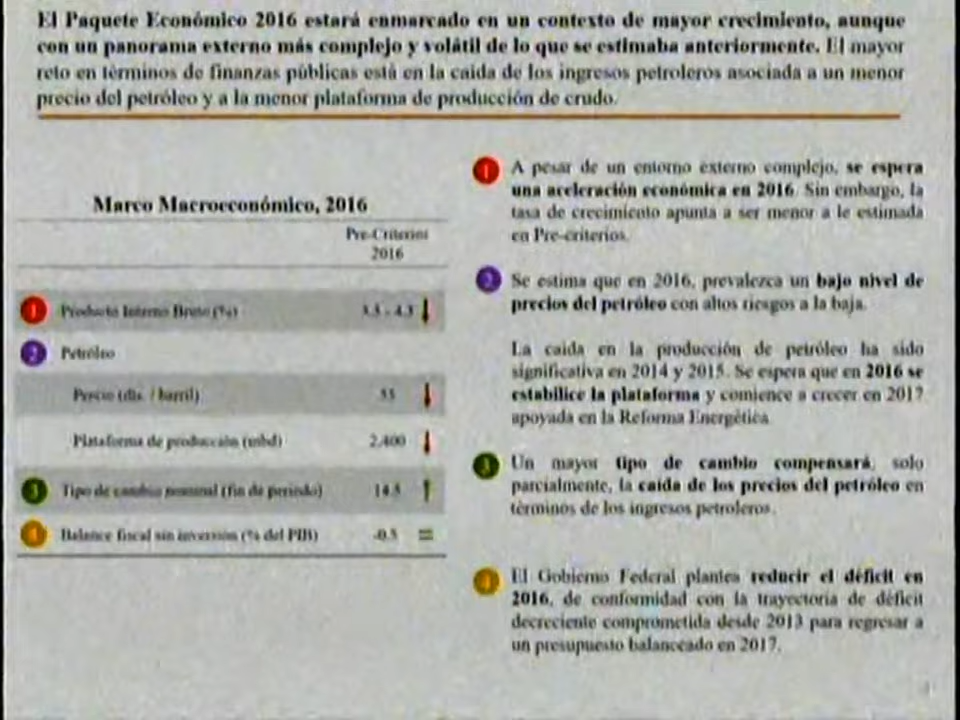 El Paquete Económico 2016 estará enmarcado en un contexto de mayor crecimiento, aunque
con un panorama externo más complejo y volátil de lo que se estimaba anteriormente. El mayor
reto en términos de finanzas públicas está en la caída de los ingresos petroleros asociada a un menor
precio del petróleo y a la menor plataforma de producción de crudo.
Marco Macroeconómico, 2016
Pre-Criterios
2016
1 Producto Interno Bruto (%) 3.3 - 4.3
2 Petróleo
Precio (dls. / barril) 55
Plataforma de producción (mbd) 2,400
3 Tipo de cambio nominal (fin de periodo) 14.5
4 Balance fiscal sin inversión (% del PIB) -0.5 =
1 A pesar de un entorno externo complejo, se espera
una aceleración económica en 2016. Sin embargo, la
tasa de crecimiento apunta a ser menor a le estimada
en Pre-criterios.
2 Se estima que en 2016, prevalezca un bajo nivel de
precios del petróleo con altos riesgos a la baja.
La caída en la producción de petróleo ha sido
significativa en 2014 y 2015. Se espera que en 2016 se
estabilice la plataforma y comience a crecer en 2017
apoyada en la Reforma Energética.
3 Un mayor tipo de cambio compensará, solo
parcialmente, la caída de los precios del petróleo en
términos de los ingresos petroleros.
4 El Gobierno Federal plantea reducir el déficit en
2016, de conformidad con la trayectoria de déficit
decreciente comprometida desde 2013 para regresar a
un presupuesto balanceado en 2017.